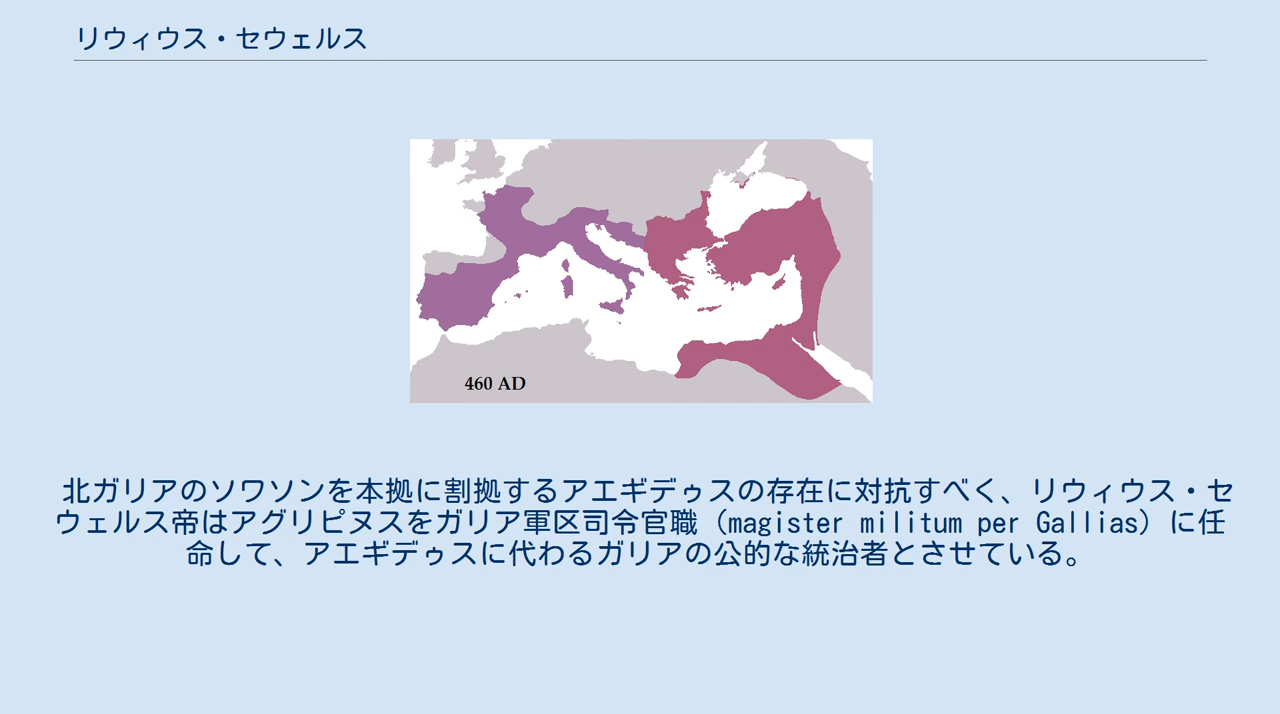 リウィウス・セウェルス
460 AD
北ガリアのソワソンを本拠に割拠するアエギデゥスの存在に対抗すべく、リウィウス・セ
ウェルス帝はアグリピヌスをガリア軍区司令官職（magister militum per Gallias）に任
命して、アエギデゥスに代わるガリアの公的な統治者とさせている。